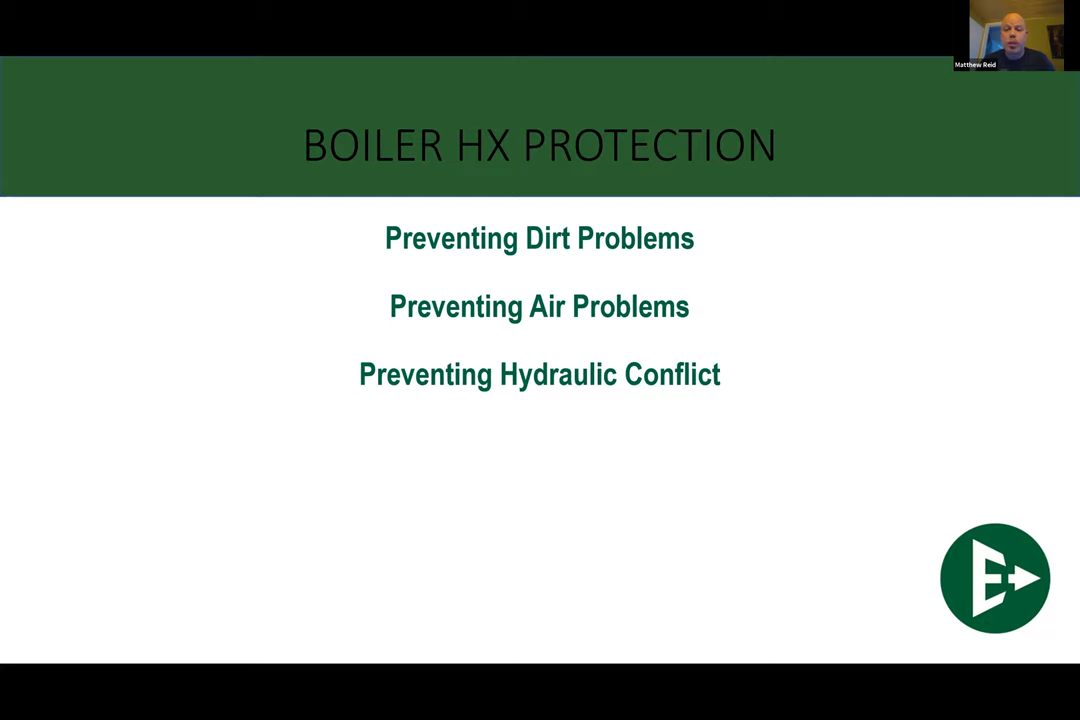 Matthew Reid
BOILER HX PROTECTION
Preventing Dirt Problems
Preventing Air Problems
Preventing Hydraulic Conflict
E